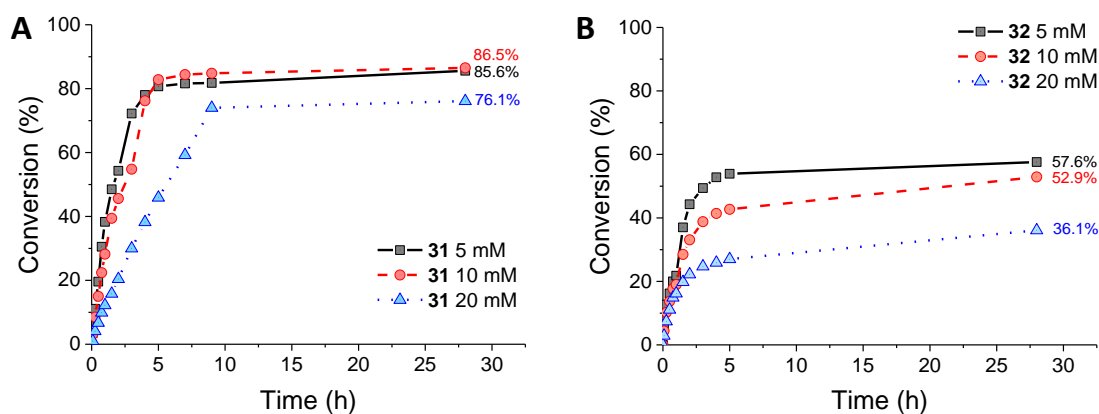 A
100
80
60
40
20
0
0 5 10 15 20 25 30
Conversion (%)
Time (h)
86.5%
85.6%
76.1%
31 5 mM
31 10 mM
31 20 mM
B
100
80
60
40
20
0
0 5 10 15 20 25 30
Conversion (%)
Time (h)
32 5 mM
32 10 mM
32 20 mM
57.6%
52.9%
36.1%